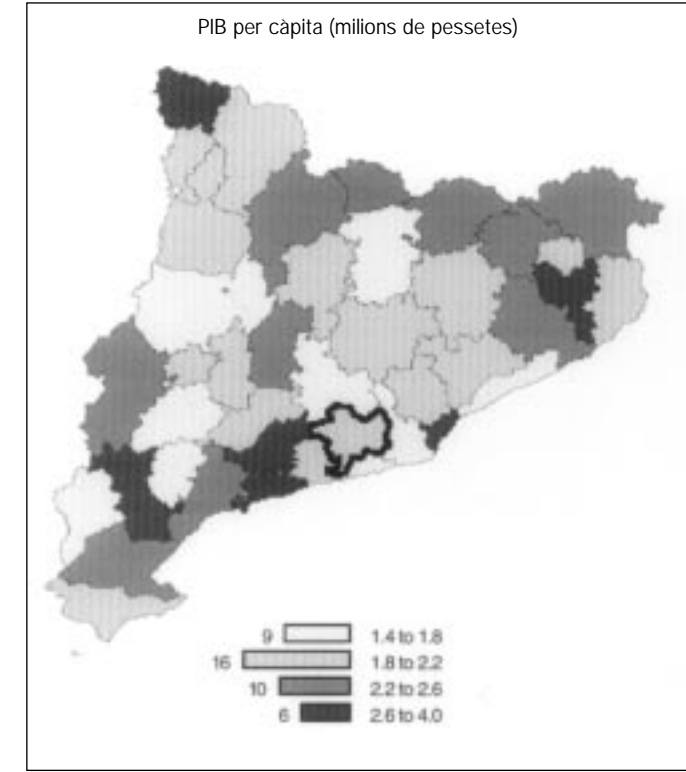 PIB per càpita (milions de pessetes)
9 1.4 to 1.8
16 1.8 to 2.2
10 2.2 to 2.6
6 2.6 to 4.0